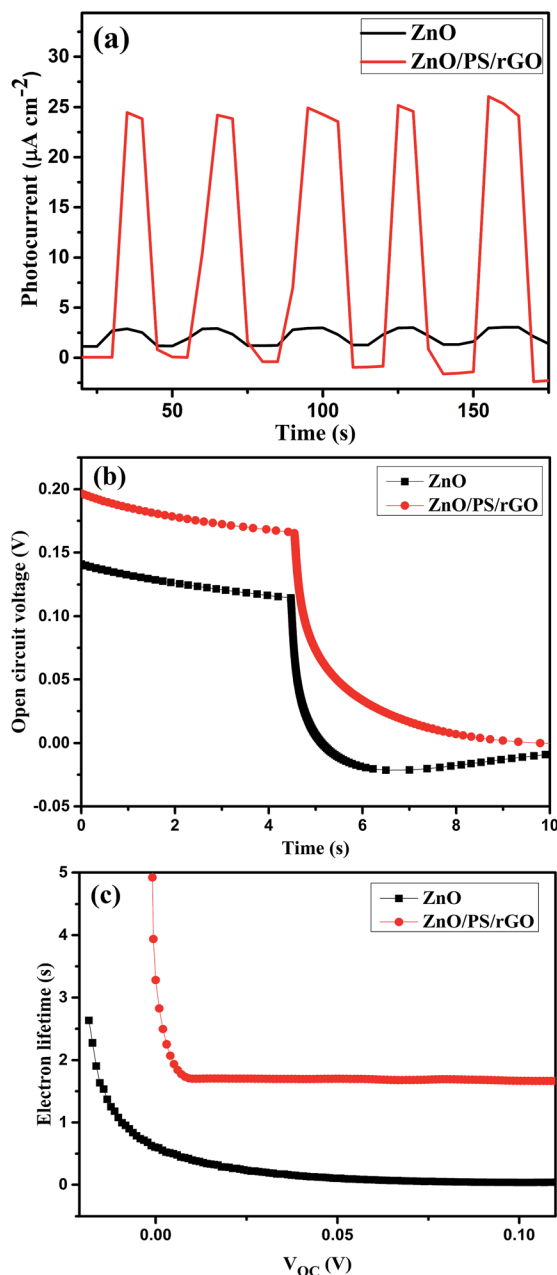 (a)
ZnO
ZnO/PS/rGO
Photocurrent (µA cm⁻²)
30
25
20
15
10
5
0
50
100
150
Time (s)
(b)
ZnO
ZnO/PS/rGO
Open circuit voltage (V)
0.20
0.15
0.10
0.05
0.00
-0.05
0
2
4
6
8
10
Time (s)
(c)
ZnO
ZnO/PS/rGO
Electron lifetime (s)
5
4
3
2
1
0
0.00
0.05
0.10
V_OC (V)